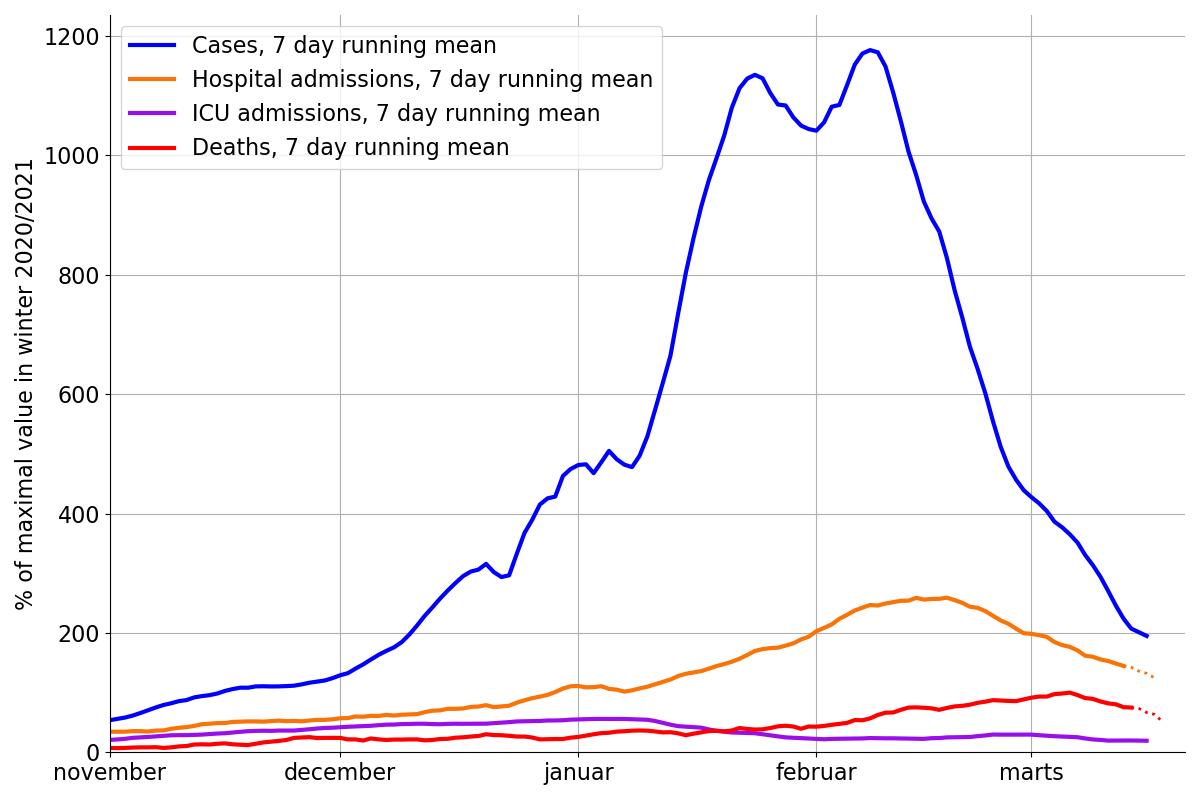 Cases, 7 day running mean
Hospital admissions, 7 day running mean
ICU admissions, 7 day running mean
Deaths, 7 day running mean
% of maximal value in winter 2020/2021
1200
1000
800
600
400
200
0
november december januar februar marts